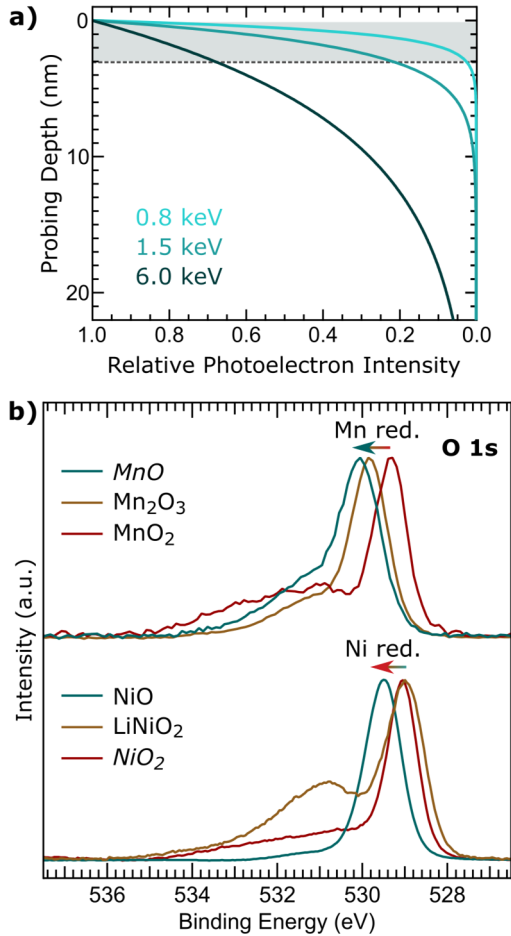 a)
0
10
20
Probing Depth (nm)
0.8 keV
1.5 keV
6.0 keV
1.0 0.8 0.6 0.4 0.2 0.0
Relative Photoelectron Intensity
b)
Mn red.
O 1s
MnO
Mn₂O₃
MnO₂
Ni red.
NiO
LiNiO₂
NiO₂
Intensity (a.u.)
536 534 532 530 528
Binding Energy (eV)